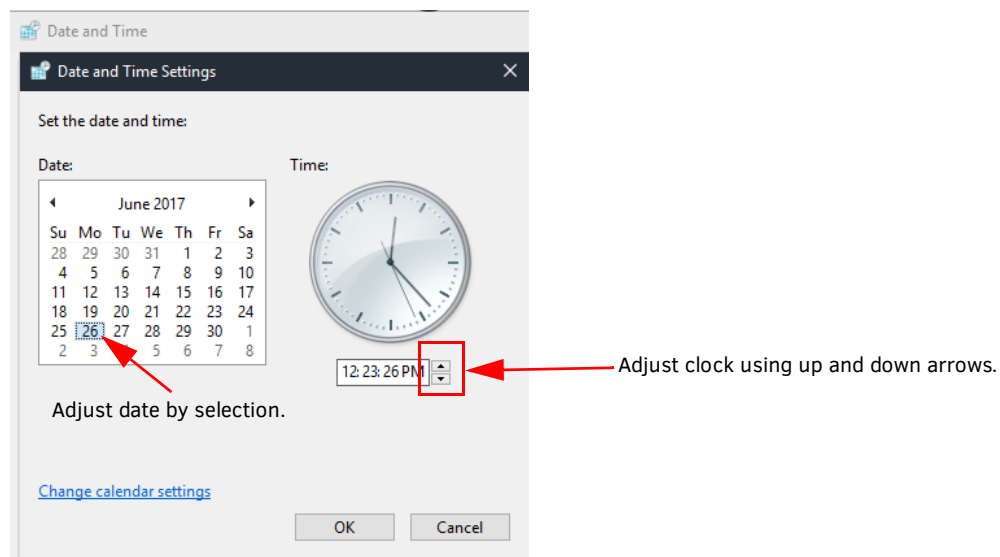 Date and Time
Date and Time Settings
Set the date and time:
Date:
Time:
June 2017
Su Mo Tu We Th Fr Sa
28 29 30 31 1 2 3
4 5 6 7 8 9 10
11 12 13 14 15 16 17
18 19 20 21 22 23 24
25 26 27 28 29 30 1
2 3 5 6 7 8
12: 23: 26 PM
Adjust clock using up and down arrows.
Adjust date by selection.
Change calendar settings
OK Cancel